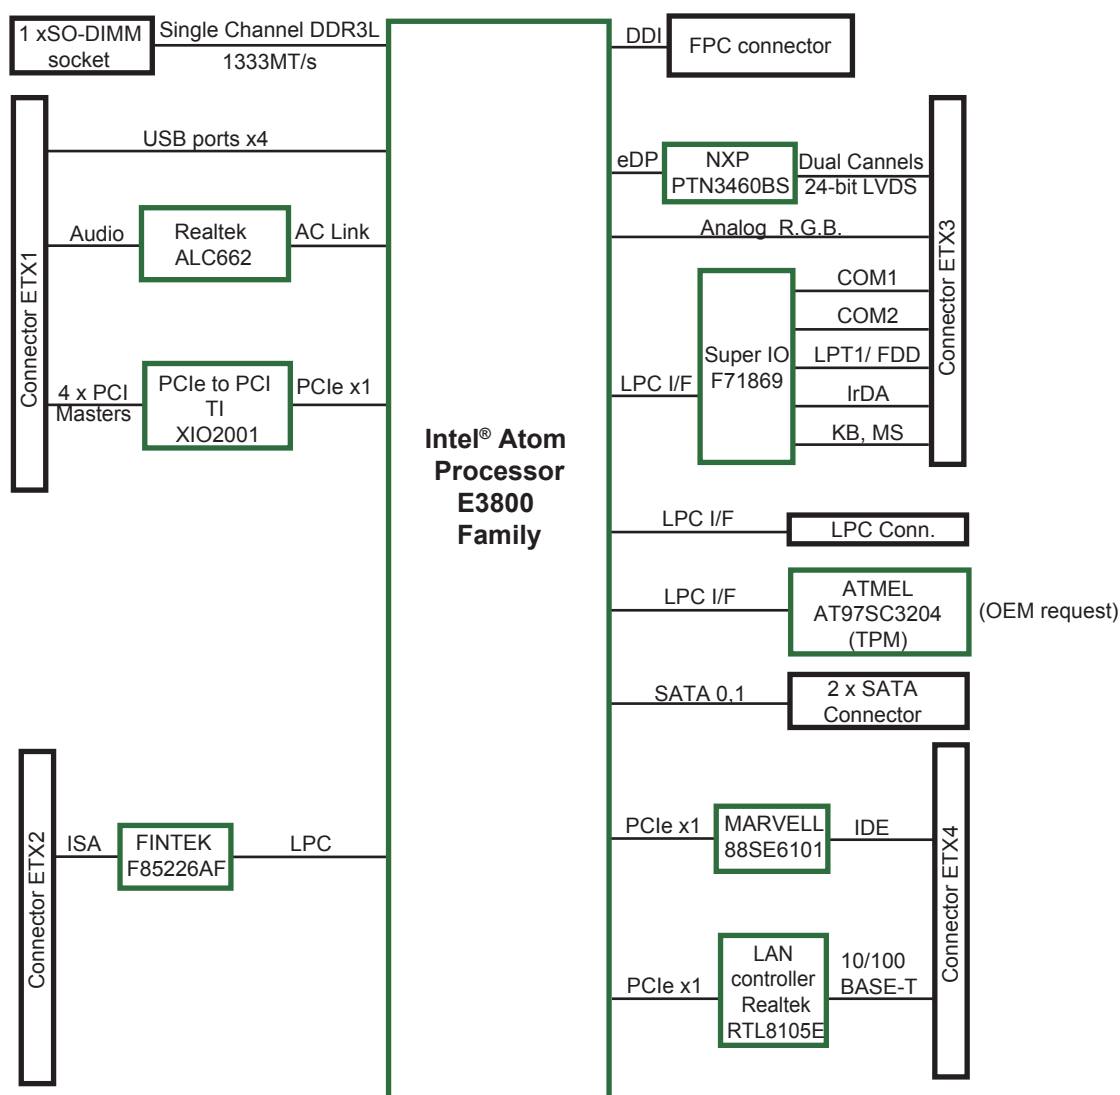 1 xSO-DIMM
socket
Single Channel DDR3L
1333MT/s
DDI
FPC connector
Connector ETX1
USB ports x4
Audio
Realtek
ALC662
AC Link
4 x PCI
Masters
PCIe to PCI
TI
XIO2001
PCIe x1
Intel® Atom
Processor
E3800
Family
eDP
NXP
PTN3460BS
Dual Cannels
24-bit LVDS
Analog R.G.B.
Connector ETX3
LPC I/F
Super IO
F71869
COM1
COM2
LPT1/ FDD
IrDA
KB, MS
LPC I/F
LPC Conn.
LPC I/F
ATMEL
AT97SC3204
(TPM)
(OEM request)
SATA 0,1
2 x SATA
Connector
Connector ETX2
ISA
FINTEK
F85226AF
LPC
PCIe x1
MARVELL
88SE6101
IDE
Connector ETX4
PCIe x1
LAN
controller
Realtek
RTL8105E
10/100
BASE-T